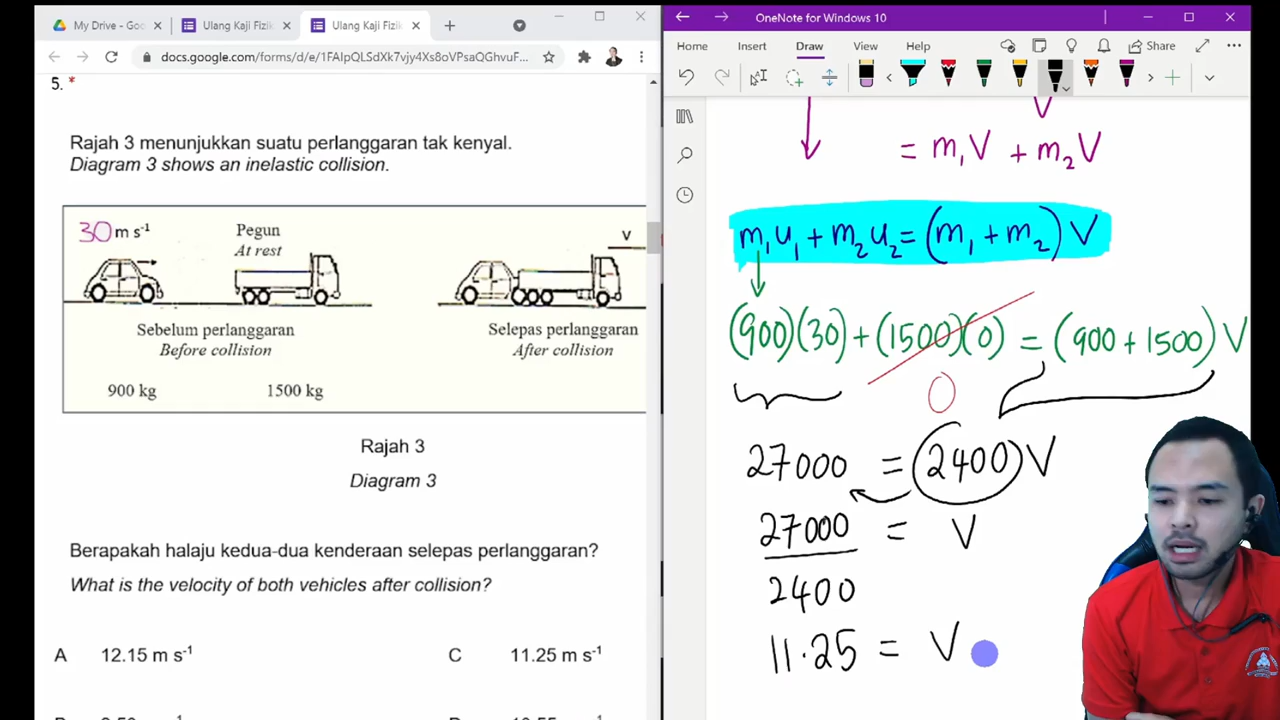 My Drive - Goo
Ulang Kaji Fizik
Ulang Kaji Fizik
OneNote for Windows 10
docs.google.com/forms/d/e/1FAIpQLSdXk7vjy4Xs8oVPsaQGhvuF...
Home Insert Draw View Help Share
5. *
Rajah 3 menunjukkan suatu perlanggaran tak kenyal.
Diagram 3 shows an inelastic collision.
30 m s⁻¹
Pegun
At rest
v
Sebelum perlanggaran
Before collision
Selepas perlanggaran
After collision
900 kg 1500 kg
Rajah 3
Diagram 3
Berapakah halaju kedua-dua kenderaan selepas perlanggaran?
What is the velocity of both vehicles after collision?
A 12.15 m s⁻¹ C 11.25 m s⁻¹
V
= m₁V + m₂V
m₁u₁ + m₂u₂ = (m₁ + m₂) V
(900)(30) + (1500)(0) = (900 + 1500) V
0
27000 = 2400 V
27000 = V
2400
11.25 = V